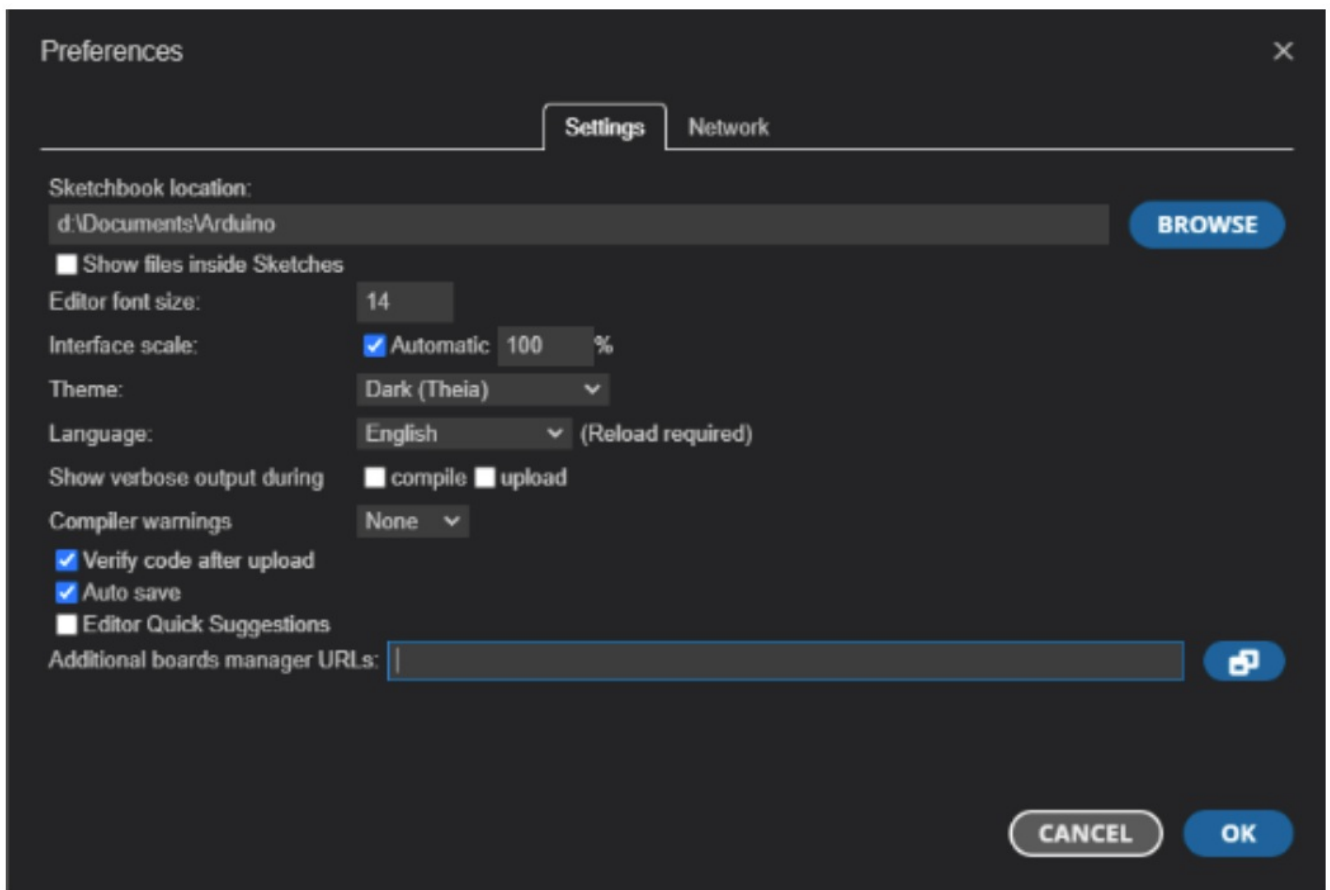 Preferences
Settings Network
Sketchbook location:
d:\Documents\Arduino BROWSE
Show files inside Sketches
Editor font size: 14
Interface scale: Automatic 100 %
Theme: Dark (Theia)
Language: English (Reload required)
Show verbose output during compile upload
Compiler warnings None
Verify code after upload
Auto save
Editor Quick Suggestions
Additional boards manager URLs:
CANCEL OK